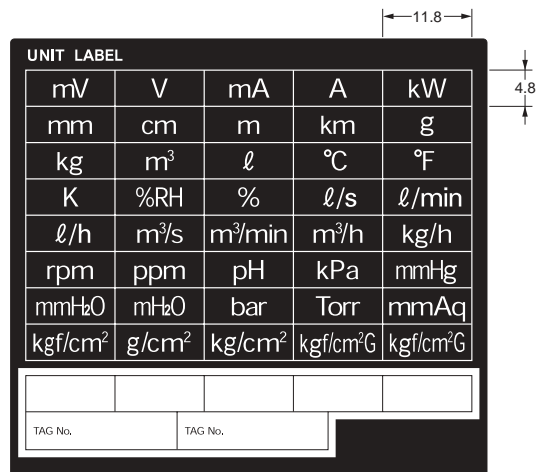 11.8
UNIT LABEL
4.8
mV V mA A kW
mm cm m km g
kg m³ ℓ °C °F
K %RH % ℓ/s ℓ/min
ℓ/h m³/s m³/min m³/h kg/h
rpm ppm pH kPa mmHg
mmH₂O mH₂O bar Torr mmAq
kgf/cm² g/cm² kg/cm² kgf/cm²G kgf/cm²G
TAG No. TAG No.